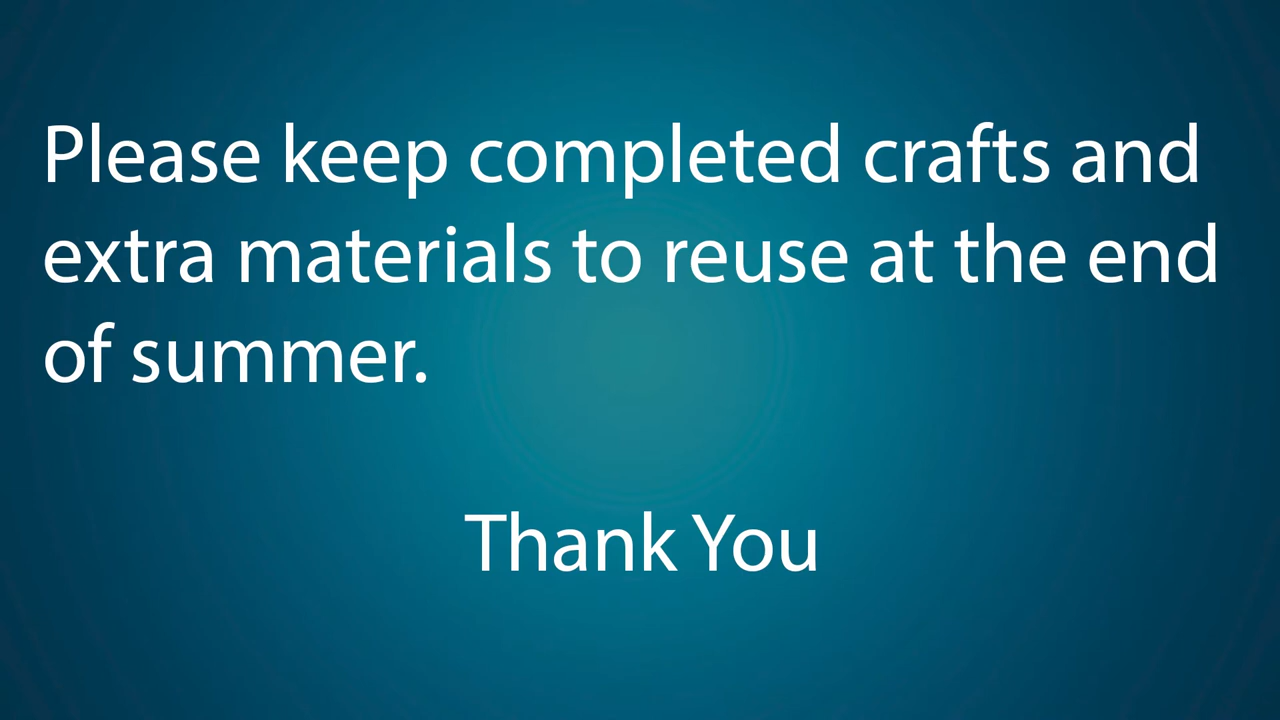 Please keep completed crafts and
extra materials to reuse at the end
of summer.
Thank You